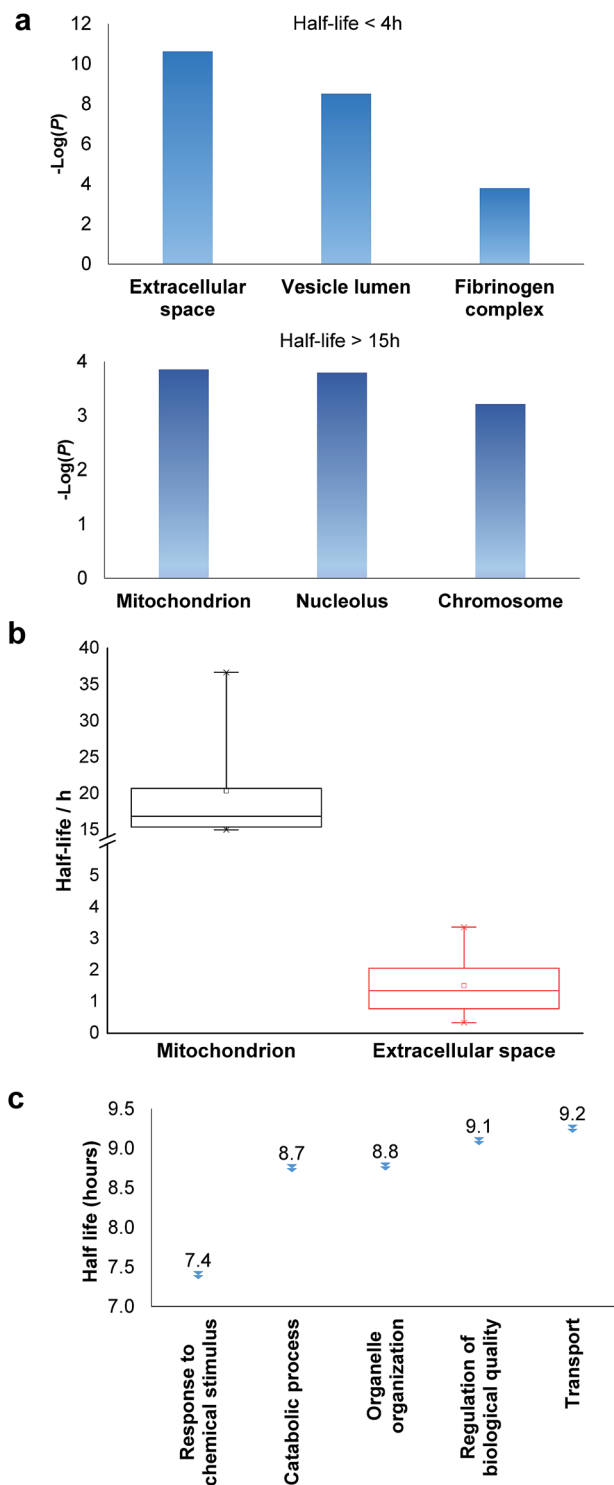 a
Half-life < 4h
12
10
8
6
4
2
0
-Log(P)
Extracellular
space
Vesicle lumen
Fibrinogen
complex
Half-life > 15h
4
3
2
1
0
-Log(P)
Mitochondrion
Nucleolus
Chromosome
b
40
35
30
25
20
15
5
4
3
2
1
0
Half-life / h
Mitochondrion
Extracellular space
c
9.5
9.0
8.5
8.0
7.5
7.0
Half life (hours)
7.4
8.7
8.8
9.1
9.2
Response to
chemical stimulus
Catabolic process
Organelle
organization
Regulation of
biological quality
Transport